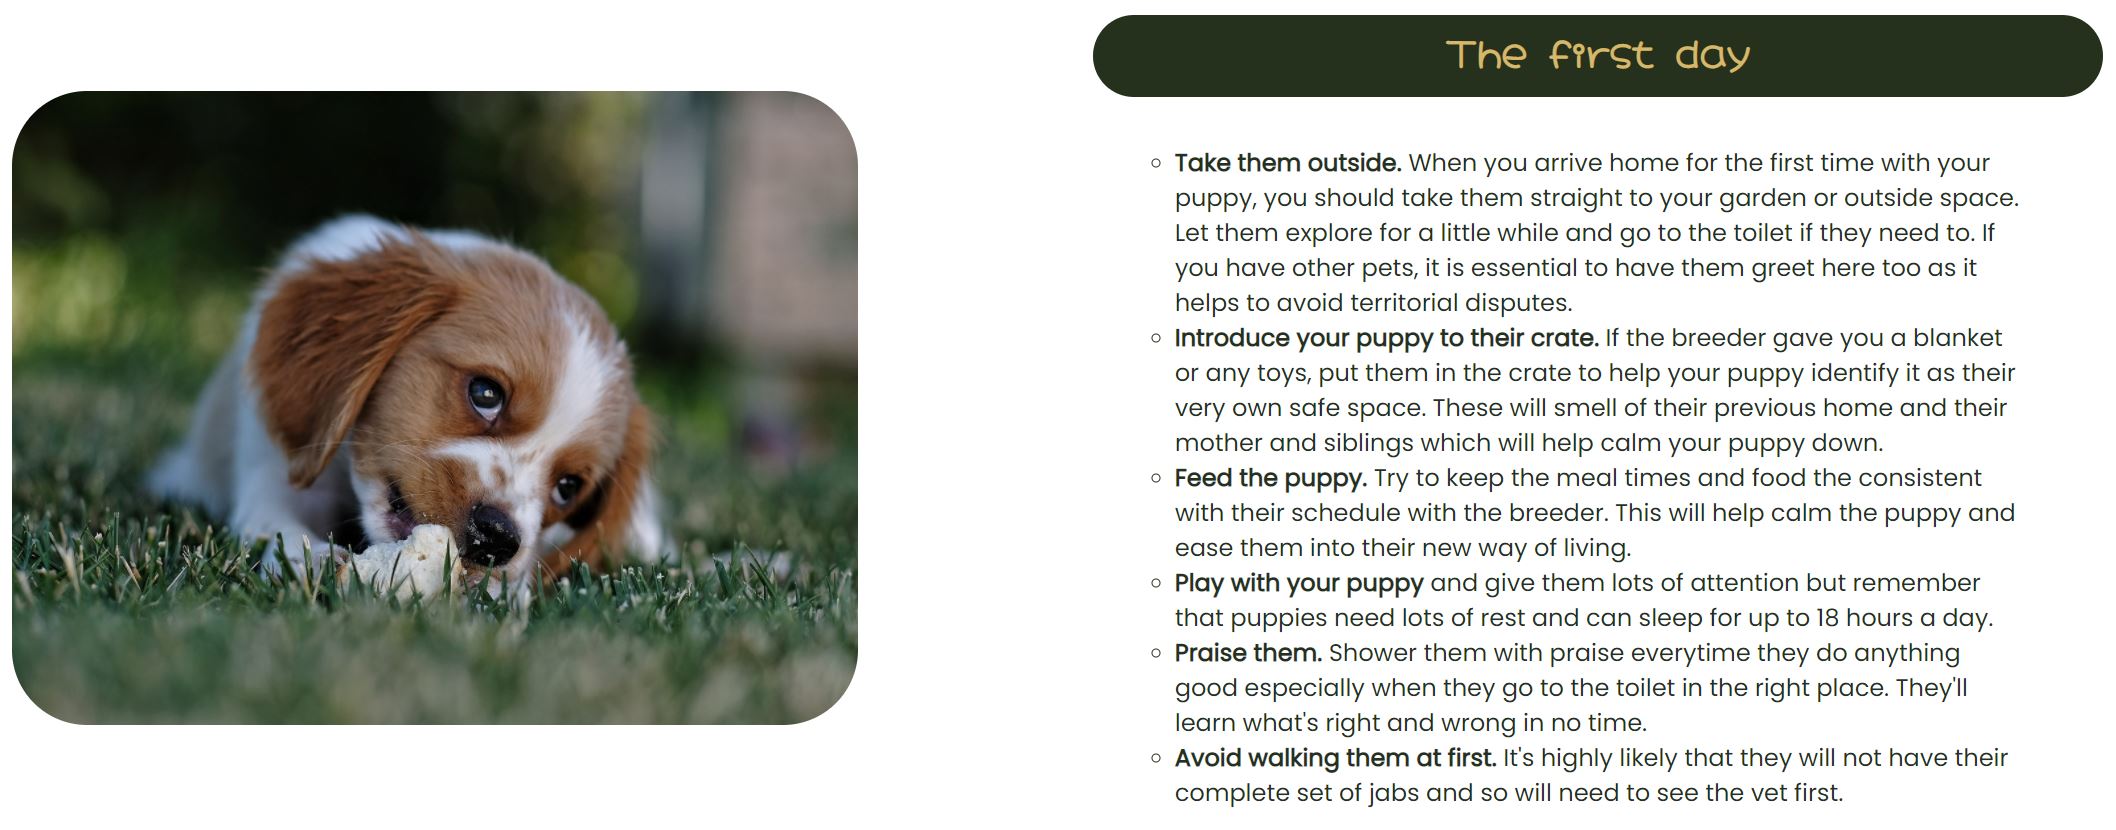 The first day
Take them outside. When you arrive home for the first time with your
puppy, you should take them straight to your garden or outside space.
Let them explore for a little while and go to the toilet if they need to. If
you have other pets, it is essential to have them greet here too as it
helps to avoid territorial disputes.
Introduce your puppy to their crate. If the breeder gave you a blanket
or any toys, put them in the crate to help your puppy identify it as their
very own safe space. These will smell of their previous home and their
mother and siblings which will help calm your puppy down.
Feed the puppy. Try to keep the meal times and food the consistent
with their schedule with the breeder. This will help calm the puppy and
ease them into their new way of living.
Play with your puppy and give them lots of attention but remember
that puppies need lots of rest and can sleep for up to 18 hours a day.
Praise them. Shower them with praise everytime they do anything
good especially when they go to the toilet in the right place. They'll
learn what's right and wrong in no time.
Avoid walking them at first. It's highly likely that they will not have their
complete set of jabs and so will need to see the vet first.